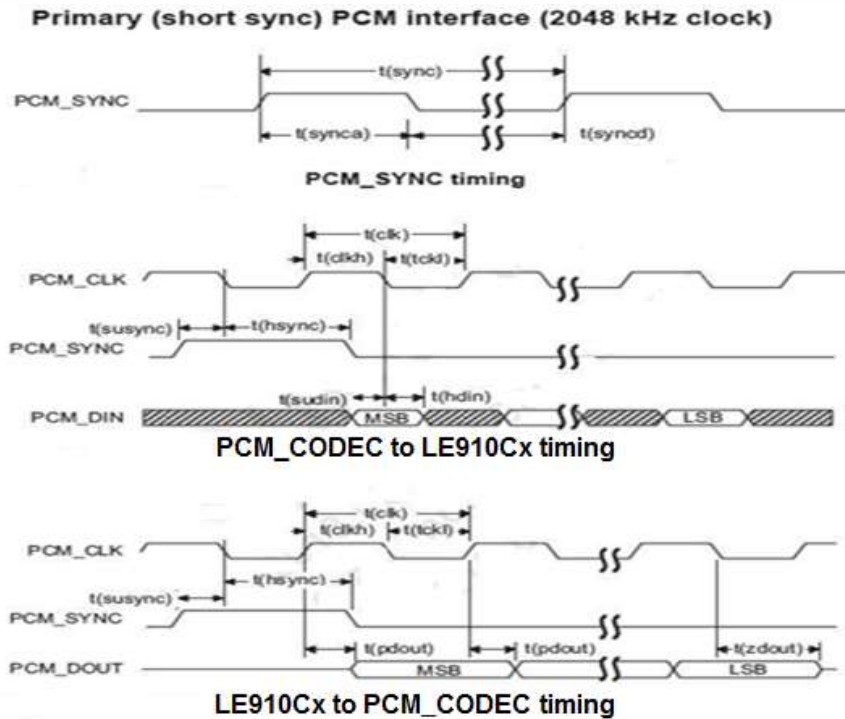 Primary (short sync) PCM interface (2048 kHz clock)
t(sync)
PCM_SYNC
t(synca)
t(syncd)
PCM_SYNC timing
t(clk)
t(clkh)
t(tckl)
PCM_CLK
t(susync)
t(hsync)
PCM_SYNC
t(sudin)
t(hdin)
PCM_DIN
MSB
LSB
PCM_CODEC to LE910Cx timing
t(clk)
t(clkh)
t(tckl)
PCM_CLK
t(hsync)
t(susync)
PCM_SYNC
t(pdout)
t(pdout)
t(zdout)
PCM_DOUT
MSB
LSB
LE910Cx to PCM_CODEC timing